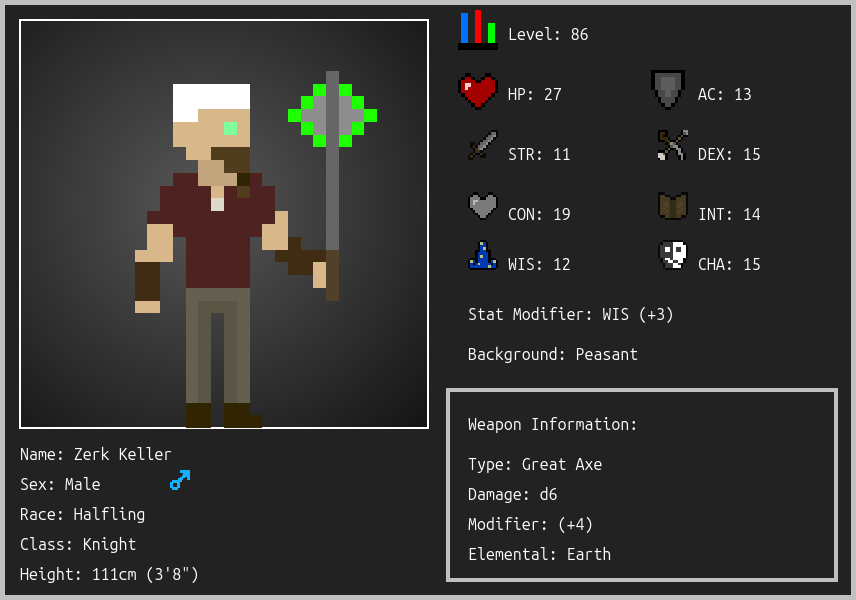 Level: 86
HP: 27
AC: 13
STR: 11
DEX: 15
CON: 19
INT: 14
WIS: 12
CHA: 15
Stat Modifier: WIS (+3)
Background: Peasant
Name: Zerk Keller
Sex: Male
Race: Halfling
Class: Knight
Height: 111cm (3'8")
Weapon Information:
Type: Great Axe
Damage: d6
Modifier: (+4)
Elemental: Earth